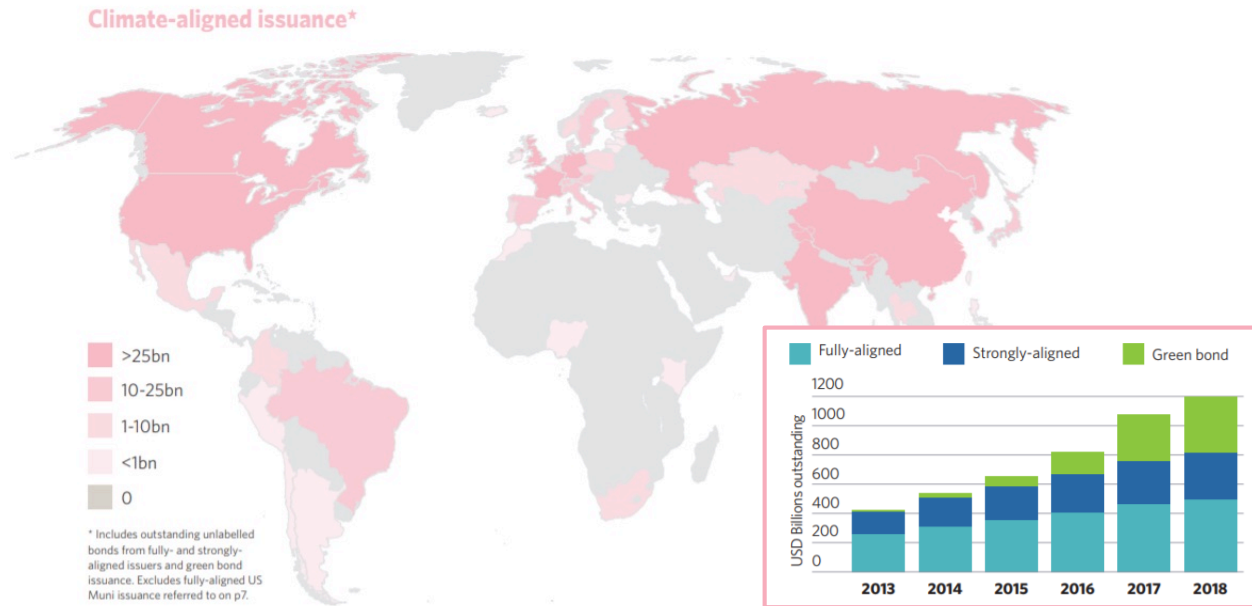 Climate-aligned issuance*
>25bn
10-25bn
1-10bn
<1bn
0
* Includes outstanding unlabelled
bonds from fully- and strongly-
aligned issuers and green bond
issuance. Excludes fully-aligned US
Muni issuance referred to on p7.
Fully-aligned
Strongly-aligned
Green bond
USD Billions outstanding
1200
1000
800
600
400
200
0
2013 2014 2015 2016 2017 2018